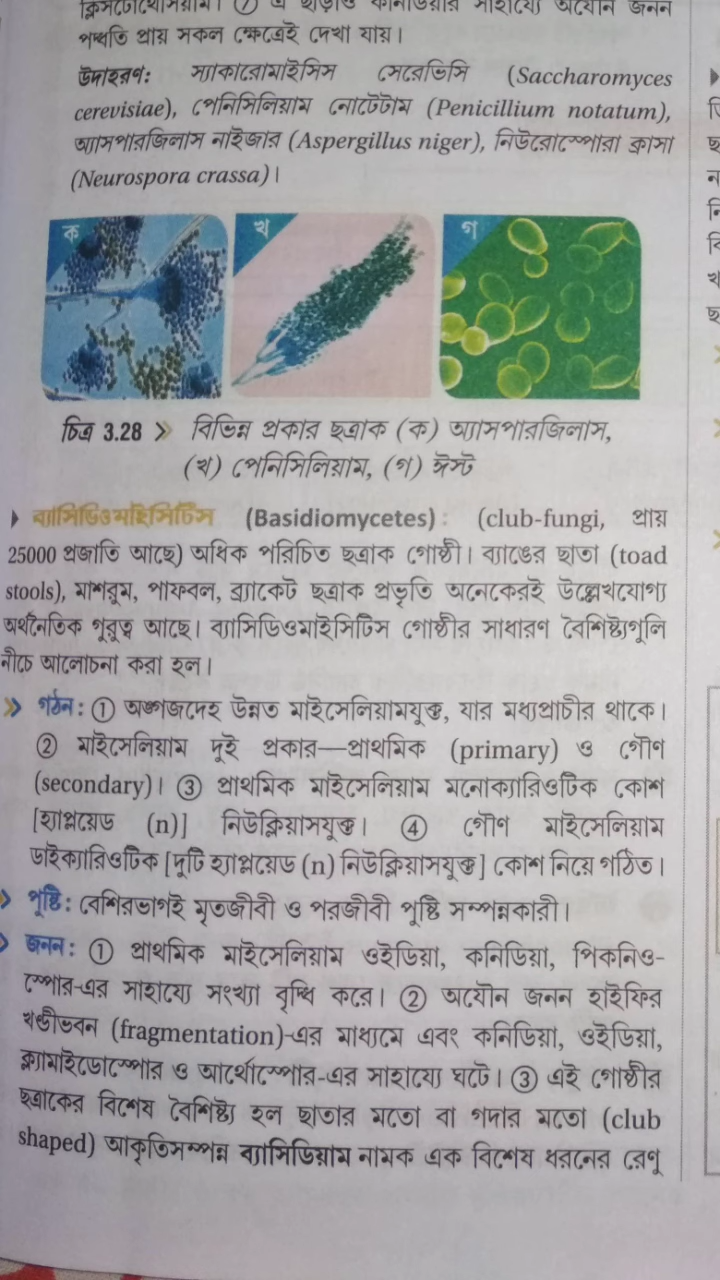 ক্লিসটোথেসিয়াম। ⑦ এ ছাড়াও কনিডিয়ার সাহায্যে অযৌন জনন
পদ্ধতি প্রায় সকল ক্ষেত্রেই দেখা যায়।
উদাহরণ: স্যাকারোমাইসিস সেরেভিসি (Saccharomyces
cerevisiae), পেনিসিলিয়াম নোটেটাম (Penicillium notatum),
অ্যাসপারজিলাস নাইজার (Aspergillus niger), নিউরোস্পোরা ক্রাসা
(Neurospora crassa)।
ক খ গ
চিত্র 3.28 » বিভিন্ন প্রকার ছত্রাক (ক) অ্যাসপারজিলাস,
(খ) পেনিসিলিয়াম, (গ) ঈস্ট
ব্যাসিডিওমাইসিটিস (Basidiomycetes) : (club-fungi, প্রায়
25000 প্রজাতি আছে) অধিক পরিচিত ছত্রাক গোষ্ঠী। ব্যাঙের ছাতা (toad
stools), মাশরুম, পাফবল, ব্র্যাকেট ছত্রাক প্রভৃতি অনেকেরই উল্লেখযোগ্য
অর্থনৈতিক গুরুত্ব আছে। ব্যাসিডিওমাইসিটিস গোষ্ঠীর সাধারণ বৈশিষ্ট্যগুলি
নীচে আলোচনা করা হল।
» গঠন : ① অঙ্গজদেহ উন্নত মাইসেলিয়ামযুক্ত, যার মধ্যপ্রাচীর থাকে।
② মাইসেলিয়াম দুই প্রকার—প্রাথমিক (primary) ও গৌণ
(secondary)। ③ প্রাথমিক মাইসেলিয়াম মনোক্যারিওটিক কোশ
[হ্যাপ্লয়েড (n)] নিউক্লিয়াসযুক্ত। ④ গৌণ মাইসেলিয়াম
ডাইক্যারিওটিক [দুটি হ্যাপ্লয়েড (n) নিউক্লিয়াসযুক্ত] কোশ নিয়ে গঠিত।
» পুষ্টি : বেশিরভাগই মৃতজীবী ও পরজীবী পুষ্টি সম্পন্নকারী।
» জনন : ① প্রাথমিক মাইসেলিয়াম ওইডিয়া, কনিডিয়া, পিকনিও-
স্পোর-এর সাহায্যে সংখ্যা বৃদ্ধি করে। ② অযৌন জনন হাইফির
খণ্ডীভবন (fragmentation)-এর মাধ্যমে এবং কনিডিয়া, ওইডিয়া,
ক্ল্যামাইডোস্পোর ও আর্থোস্পোর-এর সাহায্যে ঘটে। ③ এই গোষ্ঠীর
ছত্রাকের বিশেষ বৈশিষ্ট্য হল ছাতার মতো বা গদার মতো (club
shaped) আকৃতিসম্পন্ন ব্যাসিডিয়াম নামক এক বিশেষ ধরনের রেণু